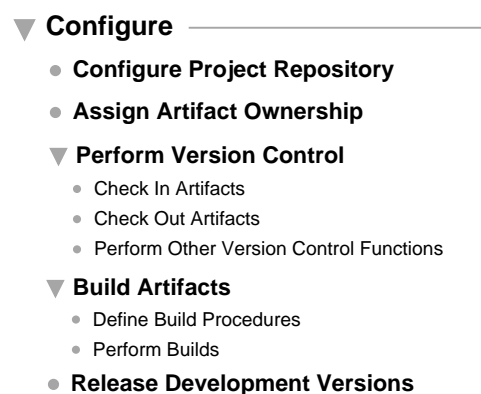 Configure
Configure Project Repository
Assign Artifact Ownership
Perform Version Control
Check In Artifacts
Check Out Artifacts
Perform Other Version Control Functions
Build Artifacts
Define Build Procedures
Perform Builds
Release Development Versions